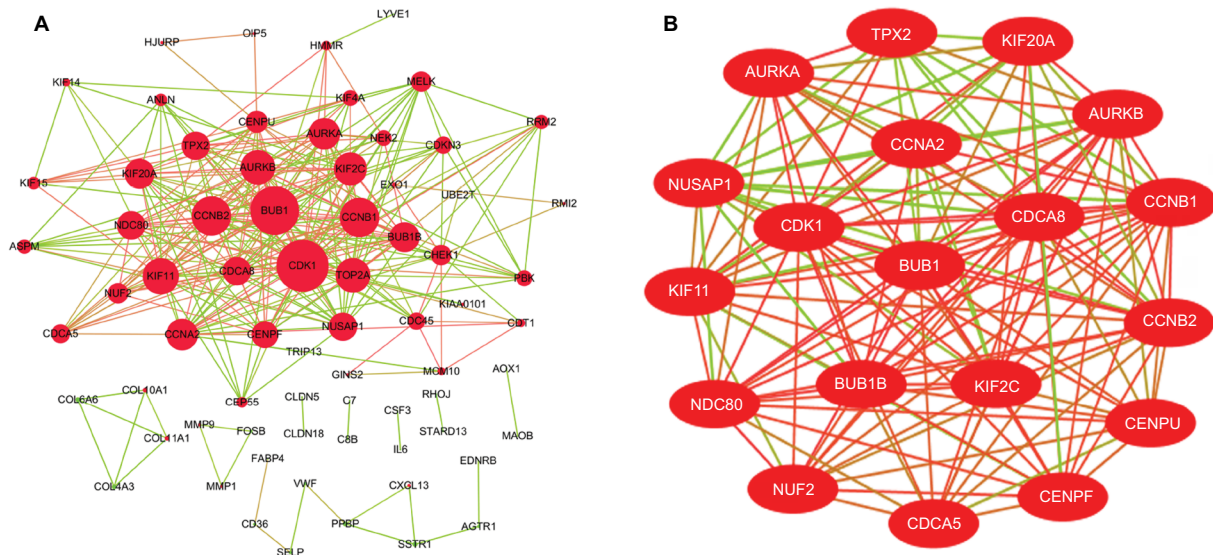 A
LYVE1
OIP5
HJURP
HMMR
KIF14
MELK
ANLN
KIF4A
CENPU
AURKA
RRM2
NEK2
TPX2
CDKN3
AURKB
KIF2C
KIF20A
KIF15
EXO1
UBE2T
RMI2
BUB1
CCNB2
CCNB1
NDC80
BUB1B
ASPM
CHEK1
CDK1
KIF11
CDCA8
TOP2A
PBK
NUF2
KIAA0101
CDCA5
CCNA2
CENPF
NUSAP1
CDC45
CDT1
TRIP13
GINS2
MCM10
AOX1
COL10A1
COL6A6
CEP55
CLDN5
C7
RHOJ
CSF3
MMP9
FOSB
COL11A1
CLDN18
C8B
STARD13
MAOB
IL6
FABP4
EDNRB
COL4A3
MMP1
VWF
CXCL13
CD36
PPBP
AGTR1
SELP
SSTR1
B
TPX2
KIF20A
AURKA
AURKB
CCNA2
NUSAP1
CCNB1
CDK1
CDCA8
BUB1
KIF11
CCNB2
BUB1B
KIF2C
NDC80
CENPU
NUF2
CENPF
CDCA5